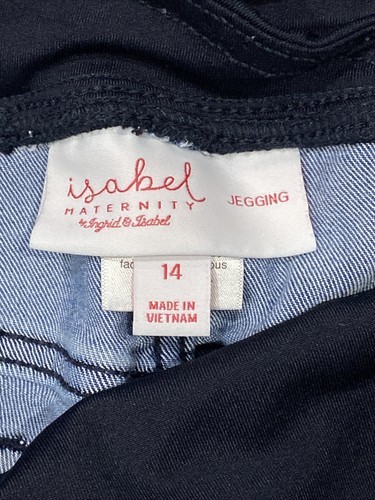 isabel
MATERNITY
by Ingrid & Isabel
JEGGING
14
MADE IN
VIETNAM